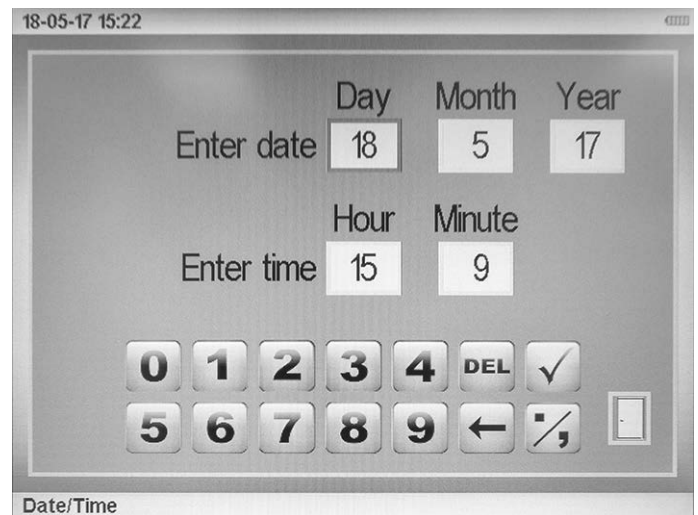 18-05-17 15:22
Day Month Year
Enter date 18 5 17
Hour Minute
Enter time 15 9
0 1 2 3 4 DEL ✓
5 6 7 8 9 ← ./,
Date/Time